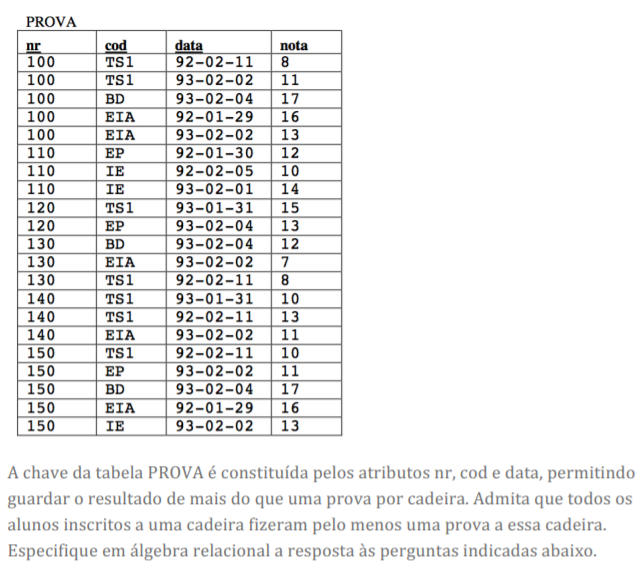 PROVA
nr cod data nota
100 TS1 92-02-11 8
100 TS1 93-02-02 11
100 BD 93-02-04 17
100 EIA 92-01-29 16
100 EIA 93-02-02 13
110 EP 92-01-30 12
110 IE 92-02-05 10
110 IE 93-02-01 14
120 TS1 93-01-31 15
120 EP 93-02-04 13
130 BD 93-02-04 12
130 EIA 93-02-02 7
130 TS1 92-02-11 8
140 TS1 93-01-31 10
140 TS1 92-02-11 13
140 EIA 93-02-02 11
150 TS1 92-02-11 10
150 EP 93-02-02 11
150 BD 93-02-04 17
150 EIA 92-01-29 16
150 IE 93-02-02 13
A chave da tabela PROVA é constituída pelos atributos nr, cod e data, permitindo
guardar o resultado de mais do que uma prova por cadeira. Admita que todos os
alunos inscritos a uma cadeira fizeram pelo menos uma prova a essa cadeira.
Especifique em álgebra relacional a resposta às perguntas indicadas abaixo.